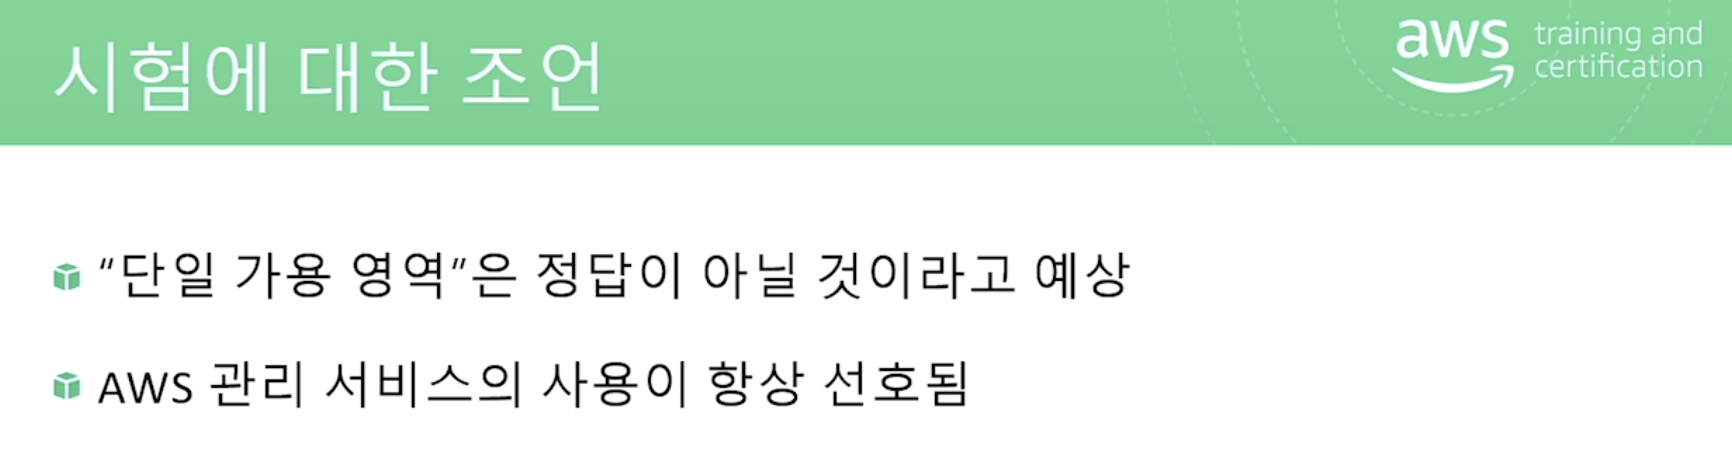 시험에 대한 조언
aws
training and
certification
“단일 가용 영역”은 정답이 아닐 것이라고 예상
AWS 관리 서비스의 사용이 항상 선호됨